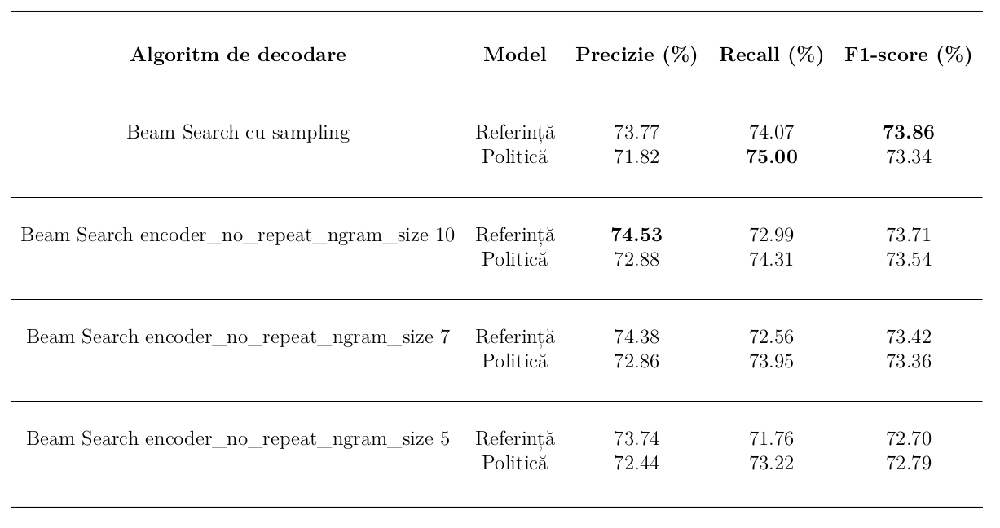 Algoritm de decodare Model Precizie (%) Recall (%) F1-score (%)
Beam Search cu sampling Referință 73.77 74.07 73.86
Politică 71.82 75.00 73.34
Beam Search encoder_no_repeat_ngram_size 10 Referință 74.53 72.99 73.71
Politică 72.88 74.31 73.54
Beam Search encoder_no_repeat_ngram_size 7 Referință 74.38 72.56 73.42
Politică 72.86 73.95 73.36
Beam Search encoder_no_repeat_ngram_size 5 Referință 73.74 71.76 72.70
Politică 72.44 73.22 72.79